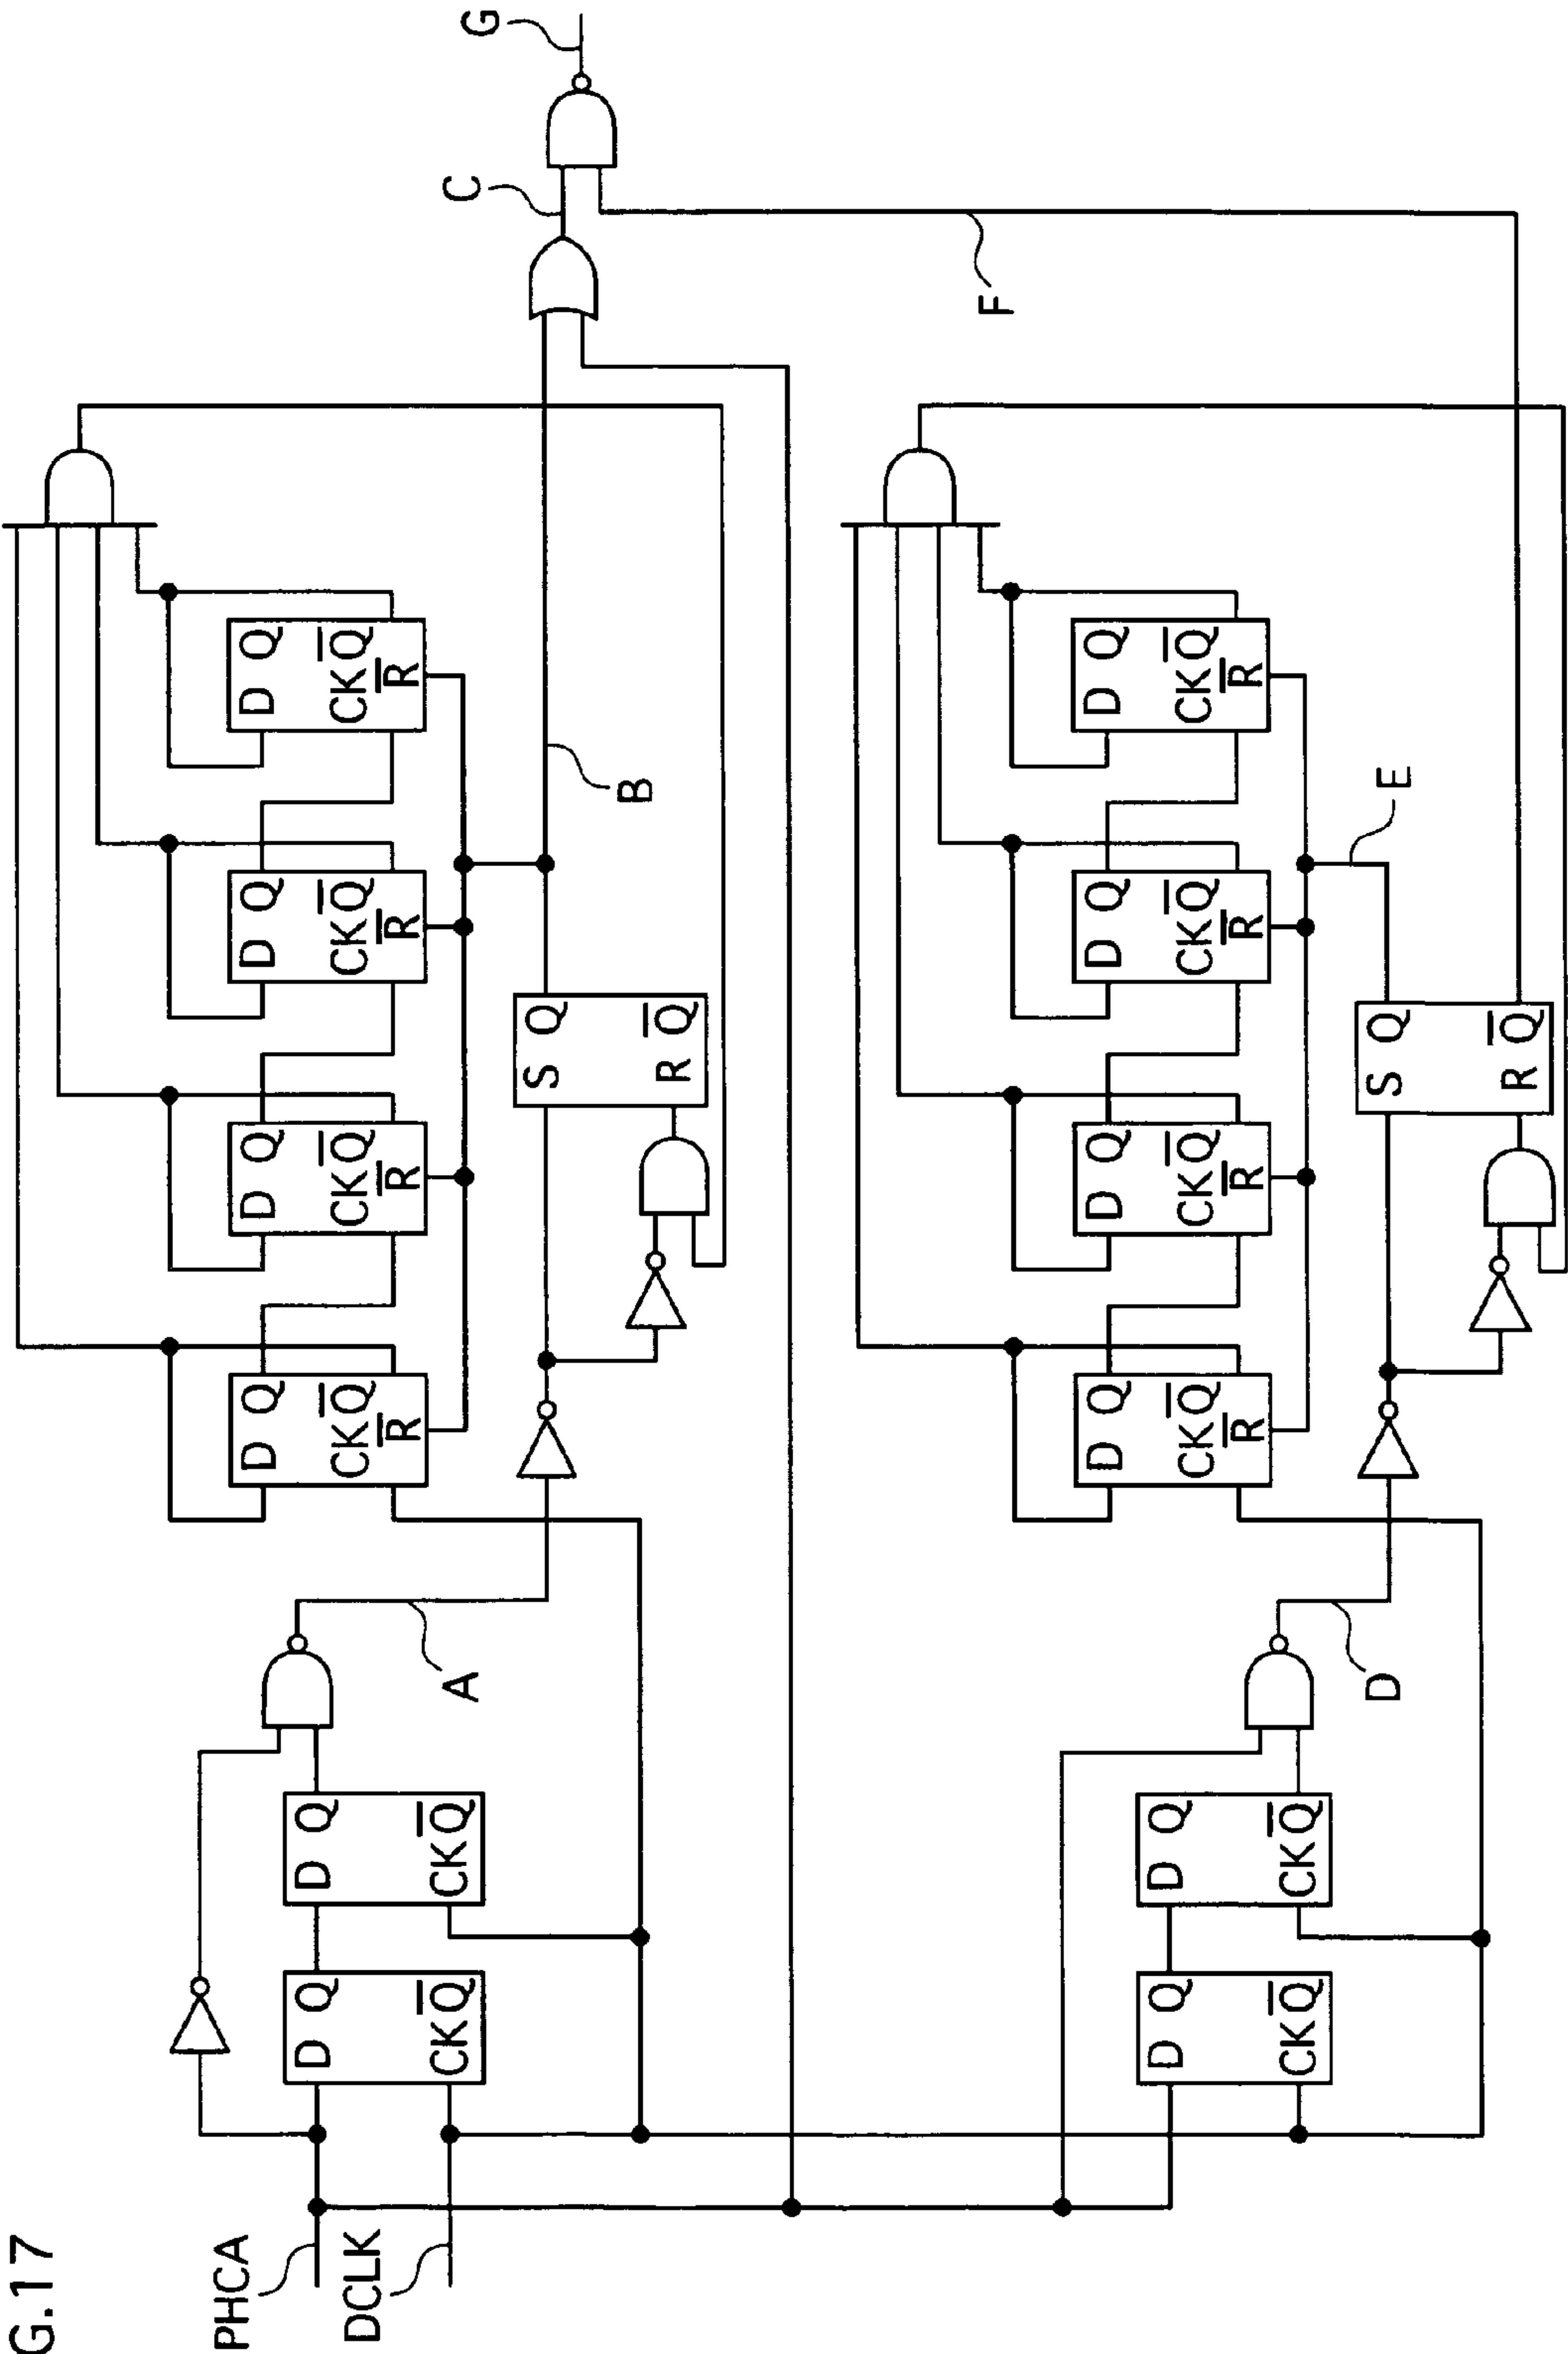 G.17
PHCA
DCLK
D Q
CK Q̅
D Q
CK Q̅
A
D Q
CK Q̅
R̅
D Q
CK Q̅
R̅
D Q
CK Q̅
R̅
D Q
CK Q̅
R̅
S Q
R Q̅
B
C
G
D Q
CK Q̅
D Q
CK Q̅
D
D Q
CK Q̅
R̅
D Q
CK Q̅
R̅
D Q
CK Q̅
R̅
D Q
CK Q̅
R̅
S Q
R Q̅
E
F